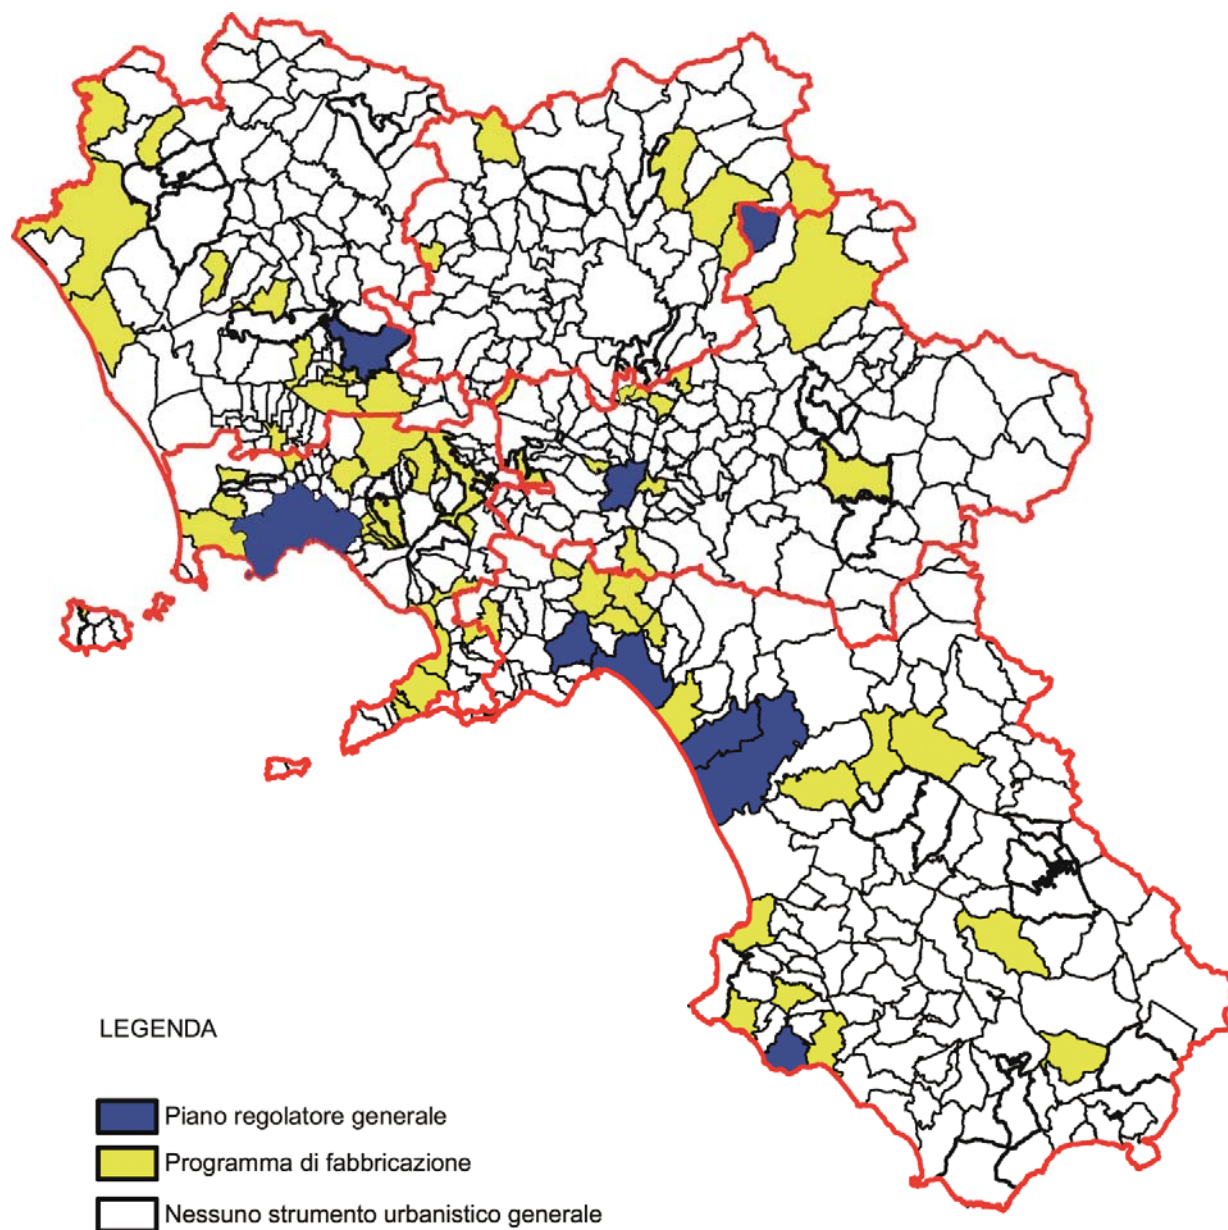 LEGENDA
Piano regolatore generale
Programma di fabbricazione
Nessuno strumento urbanistico generale